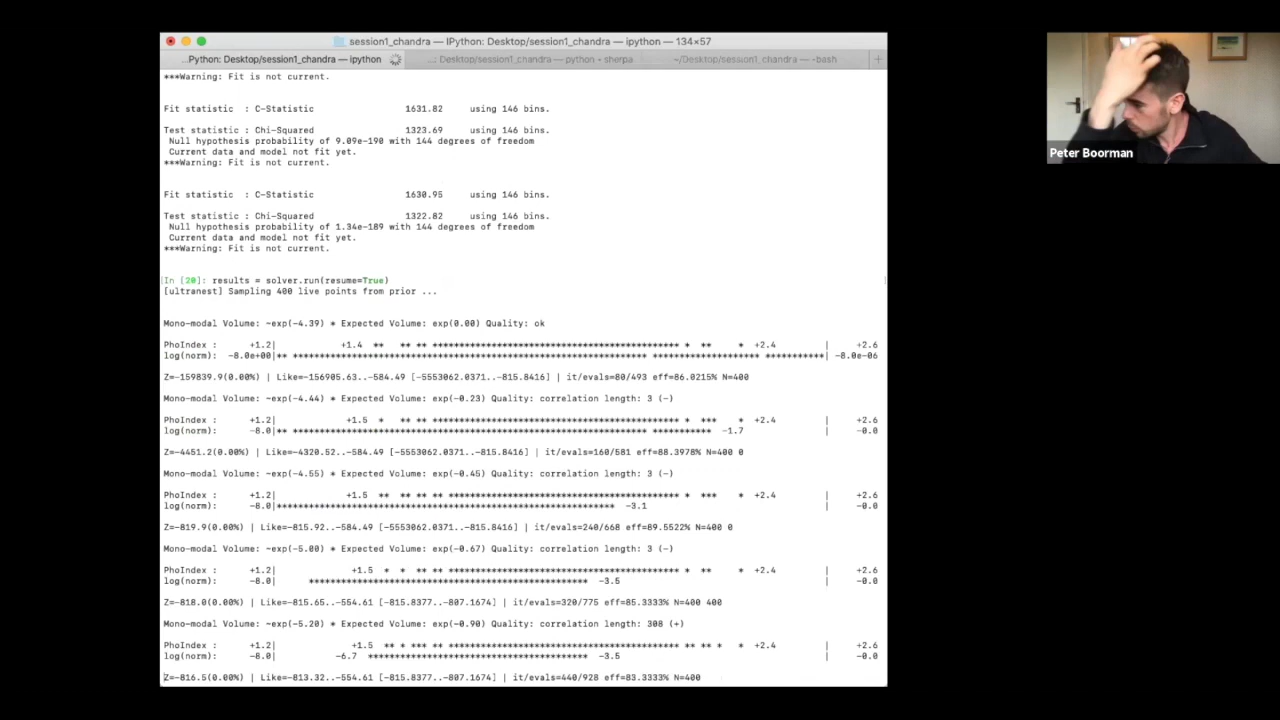 session1_chandra — IPython: Desktop/session1_chandra — ipython — 134×57
...Python: Desktop/session1_chandra — ipython
...: Desktop/session1_chandra — python • sherpa
~/Desktop/session1_chandra — -bash
+
***Warning: Fit is not current.
Fit statistic : C-Statistic 1631.82 using 146 bins.
Test statistic : Chi-Squared 1323.69 using 146 bins.
Null hypothesis probability of 9.09e-190 with 144 degrees of freedom
Current data and model not fit yet.
***Warning: Fit is not current.
Fit statistic : C-Statistic 1630.95 using 146 bins.
Test statistic : Chi-Squared 1322.82 using 146 bins.
Null hypothesis probability of 1.34e-189 with 144 degrees of freedom
Current data and model not fit yet.
***Warning: Fit is not current.
[In [20]: results = solver.run(resume=True) ]
[ultranest] Sampling 400 live points from prior ...
Mono-modal Volume: ~exp(-4.39) * Expected Volume: exp(0.00) Quality: ok
PhoIndex : +1.2| +1.4 ** ** ** ********************************************** * ** * +2.4 | +2.6
log(norm): -8.0e+00|** ****************************************************************** ******************** ***********| -8.0e-06
Z=-159839.9(0.00%) | Like=-156905.63..-584.49 [-5553062.0371..-815.8416] | it/evals=80/493 eff=86.0215% N=400
Mono-modal Volume: ~exp(-4.44) * Expected Volume: exp(-0.23) Quality: correlation length: 3 (-)
PhoIndex : +1.2| +1.5 * ** ** ********************************************** * *** * +2.4 | +2.6
log(norm): -8.0|** ****************************************************************** *********** -1.7 | -0.0
Z=-4451.2(0.00%) | Like=-4320.52..-584.49 [-5553062.0371..-815.8416] | it/evals=160/581 eff=88.3978% N=400 0
Mono-modal Volume: ~exp(-4.55) * Expected Volume: exp(-0.45) Quality: correlation length: 3 (-)
PhoIndex : +1.2| +1.5 ** ** ** ********************************************** * *** * +2.4 | +2.6
log(norm): -8.0|*************************************************************** -3.1 | -0.0
Z=-819.9(0.00%) | Like=-815.92..-584.49 [-5553062.0371..-815.8416] | it/evals=240/668 eff=89.5522% N=400 0
Mono-modal Volume: ~exp(-5.00) * Expected Volume: exp(-0.67) Quality: correlation length: 3 (-)
PhoIndex : +1.2| +1.5 * * ** ********************************************** * ** * +2.4 | +2.6
log(norm): -8.0| **************************************************** -3.5 | -0.0
Z=-818.0(0.00%) | Like=-815.65..-554.61 [-815.8377..-807.1674] | it/evals=320/775 eff=85.3333% N=400 400
Mono-modal Volume: ~exp(-5.20) * Expected Volume: exp(-0.90) Quality: correlation length: 308 (+)
PhoIndex : +1.2| +1.5 ** * *** ********************************************** ** ** * * +2.4 | +2.6
log(norm): -8.0| -6.7 ***************************************** -3.5 | -0.0
Z=-816.5(0.00%) | Like=-813.32..-554.61 [-815.8377..-807.1674] | it/evals=440/928 eff=83.3333% N=400
Peter Boorman